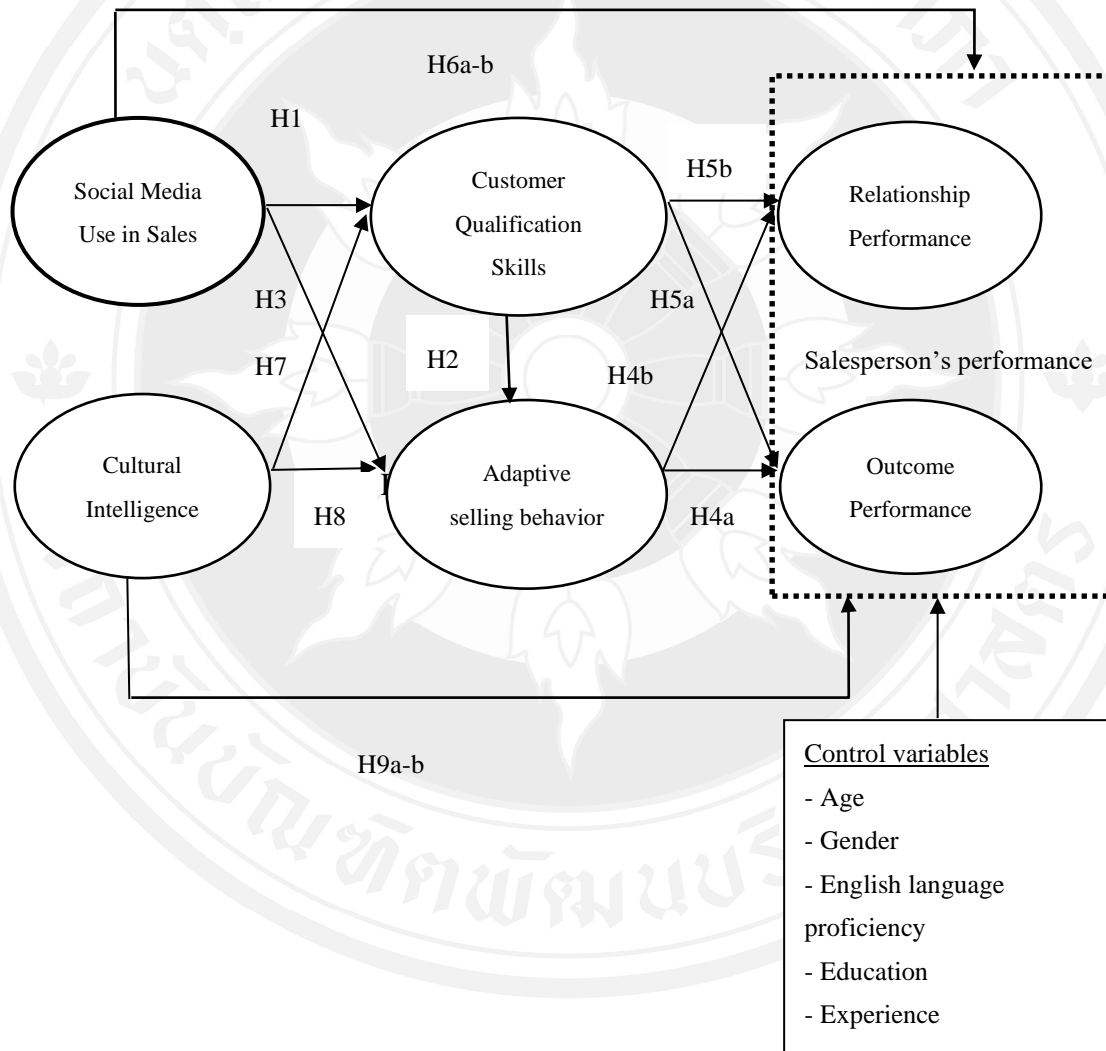 H6a-b
H1
Social Media
Use in Sales
Customer
Qualification
Skills
H5b
Relationship
Performance
H3
H7
H2
H5a
H4b
Salesperson’s performance
Cultural
Intelligence
H8
Adaptive
selling behavior
H4a
Outcome
Performance
H9a-b
Control variables
- Age
- Gender
- English language
proficiency
- Education
- Experience